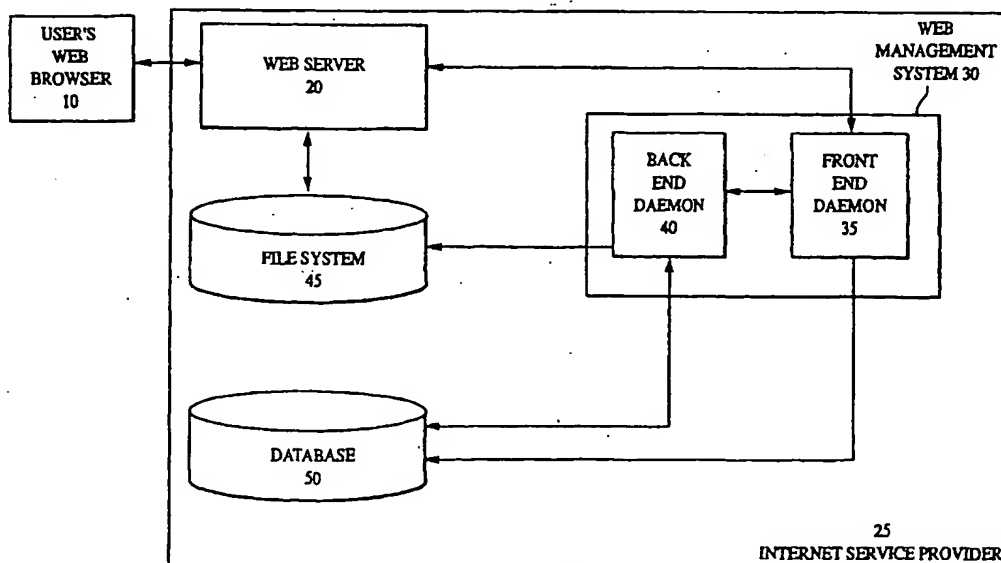 USER'S
WEB
BROWSER
10
WEB SERVER
20
WEB
MANAGEMENT
SYSTEM 30
BACK
END
DAEMON
40
FRONT
END
DAEMON
35
FILE SYSTEM
45
DATABASE
50
25
INTERNET SERVICE PROVIDER